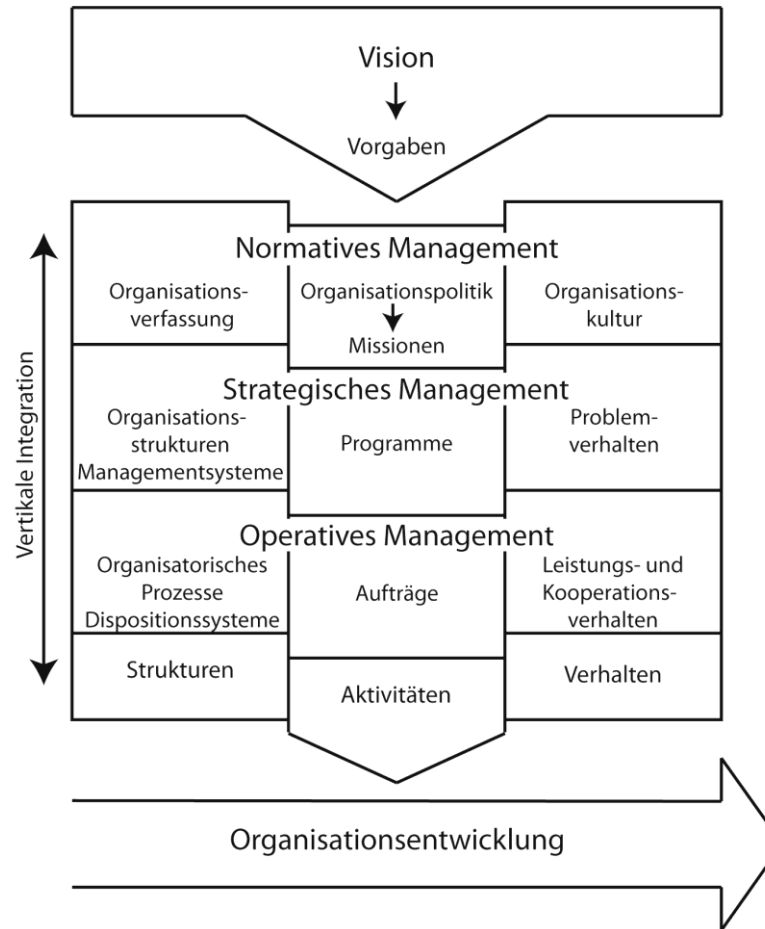 Vision
Vorgaben
Normatives Management
Organisations-
verfassung
Organisationspolitik
Missionen
Organisations-
kultur
Strategisches Management
Organisations-
strukturen
Managementsysteme
Programme
Problem-
verhalten
Operatives Management
Organisatorisches
Prozesse
Dispositionssysteme
Aufträge
Leistungs- und
Kooperations-
verhalten
Strukturen
Aktivitäten
Verhalten
Vertikale Integration
Organisationsentwicklung